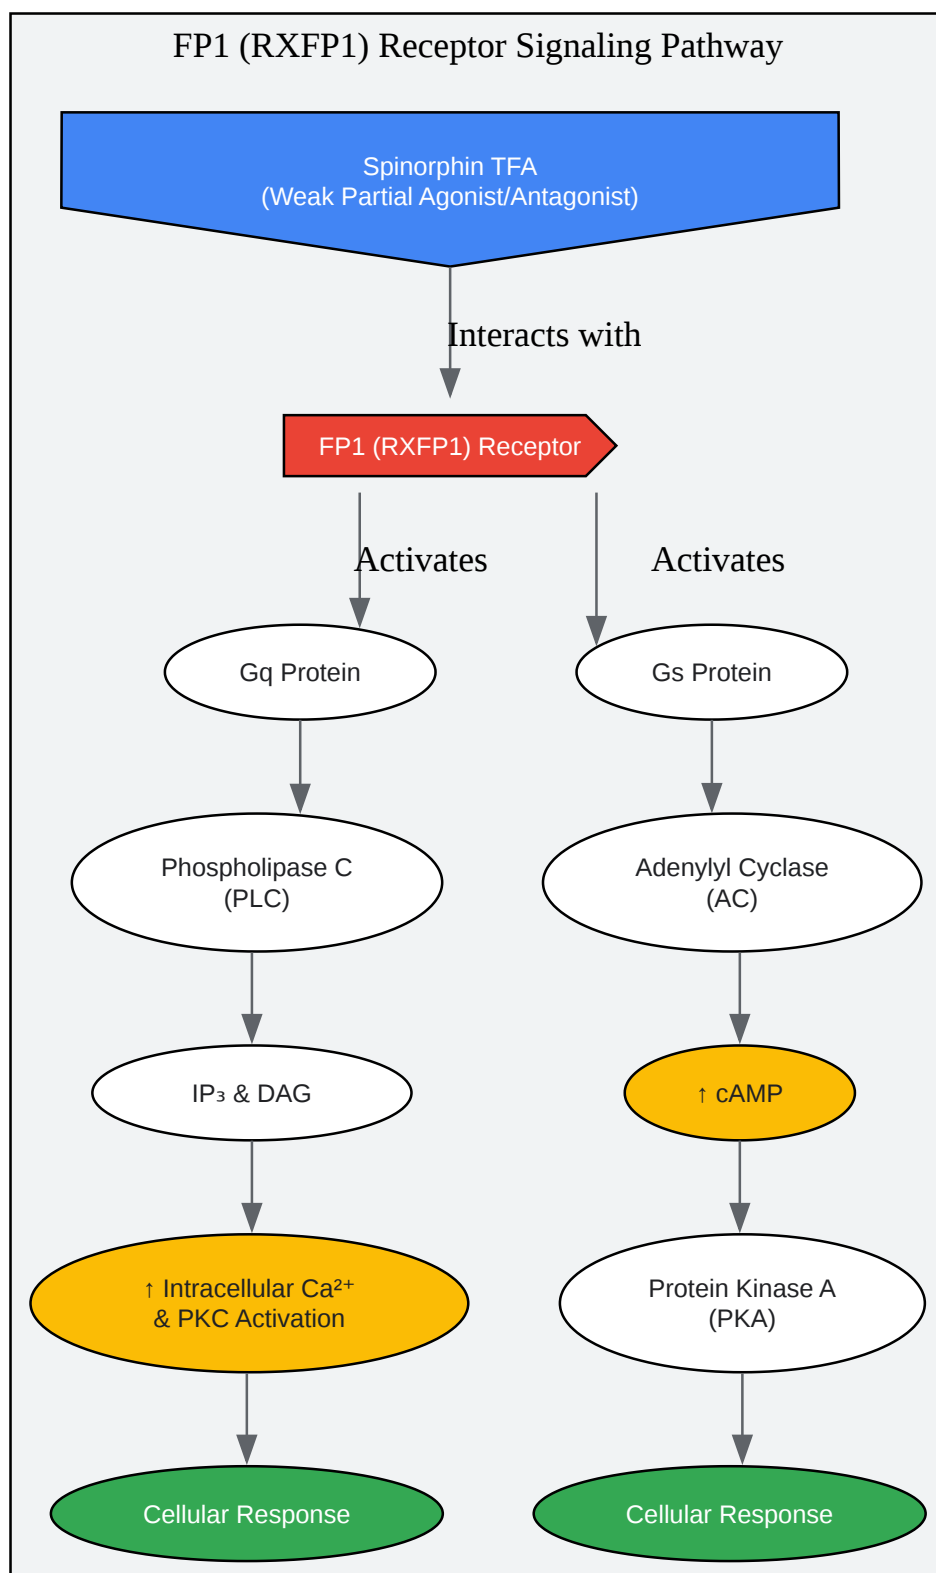 FP1 (RXFP1) Receptor Signaling Pathway
Spinorphin TFA
(Weak Partial Agonist/Antagonist)
Interacts with
FP1 (RXFP1) Receptor
Activates
Activates
Gq Protein
Gs Protein
Phospholipase C
(PLC)
Adenylyl Cyclase
(AC)
IP₃ & DAG
↑ cAMP
↑ Intracellular Ca²⁺
& PKC Activation
Protein Kinase A
(PKA)
Cellular Response
Cellular Response